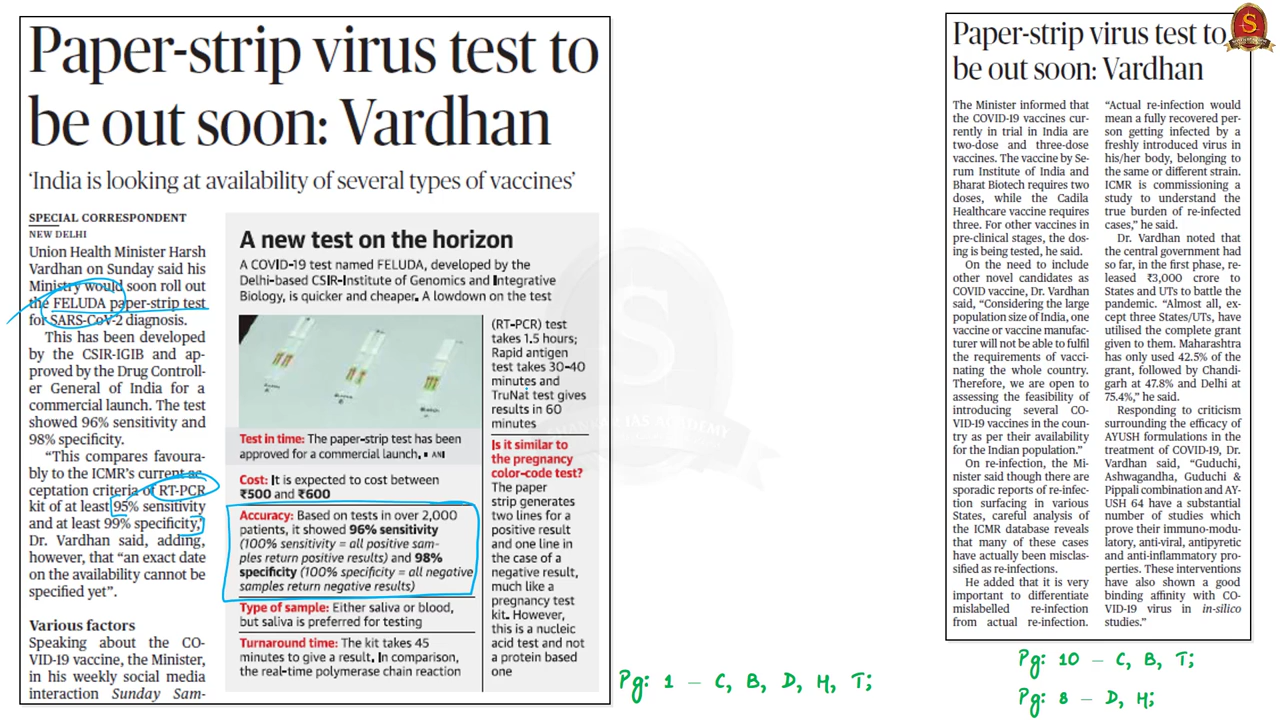 Paper-strip virus test to
be out soon: Vardhan
‘India is looking at availability of several types of vaccines’
SPECIAL CORRESPONDENT
NEW DELHI
Union Health Minister Harsh
Vardhan on Sunday said his
Ministry would soon roll out
the FELUDA paper-strip test
for SARS-CoV-2 diagnosis.
This has been developed
by the CSIR-IGIB and ap-
proved by the Drug Controll-
er General of India for a
commercial launch. The test
showed 96% sensitivity and
98% specificity.
“This compares favoura-
bly to the ICMR’s current ac-
ceptation criteria of RT-PCR
kit of at least 95% sensitivity
and at least 99% specificity,”
Dr. Vardhan said, adding,
however, that “an exact date
on the availability cannot be
specified yet”.
Various factors
Speaking about the CO-
VID-19 vaccine, the Minister,
in his weekly social media
interaction Sunday Sam-
A new test on the horizon
A COVID-19 test named FELUDA, developed by the
Delhi-based CSIR-Institute of Genomics and Integrative
Biology, is quicker and cheaper. A lowdown on the test
Test in time: The paper-strip test has been
approved for a commercial launch. ■ ANI
Cost: It is expected to cost between
₹500 and ₹600
Accuracy: Based on tests in over 2,000
patients, it showed 96% sensitivity
(100% sensitivity = all positive sam-
ples return positive results) and 98%
specificity (100% specificity = all negative
samples return negative results)
Type of sample: Either saliva or blood,
but saliva is preferred for testing
Turnaround time: The kit takes 45
minutes to give a result. In comparison,
the real-time polymerase chain reaction
(RT-PCR) test
takes 1.5 hours;
Rapid antigen
test takes 30-40
minutes and
TruNat test gives
results in 60
minutes
Is it similar to
the pregnancy
color-code test?
The paper
strip generates
two lines for a
positive result
and one line in
the case of a
negative result,
much like a
pregnancy test
kit. However,
this is a nucleic
acid test and not
a protein based
one
Pg: 1 – C, B, D, H, T;
Paper-strip virus test to
be out soon: Vardhan
The Minister informed that
the COVID-19 vaccines cur-
rently in trial in India are
two-dose and three-dose
vaccines. The vaccine by Se-
rum Institute of India and
Bharat Biotech requires two
doses, while the Cadila
Healthcare vaccine requires
three. For other vaccines in
pre-clinical stages, the dos-
ing is being tested, he said.
On the need to include
other novel candidates as
COVID vaccine, Dr. Vardhan
said, “Considering the large
population size of India, one
vaccine or vaccine manufac-
turer will not be able to fulfil
the requirements of vacci-
nating the whole country.
Therefore, we are open to
assessing the feasibility of
introducing several CO-
VID-19 vaccines in the coun-
try as per their availability
for the Indian population.”
On re-infection, the Mi-
nister said though there are
sporadic reports of re-infec-
tion surfacing in various
States, careful analysis of
the ICMR database reveals
that many of these cases
have actually been misclas-
sified as re-infections.
He added that it is very
important to differentiate
mislabelled re-infection
from actual re-infection.
“Actual re-infection would
mean a fully recovered per-
son getting infected by a
freshly introduced virus in
his/her body, belonging to
the same or different strain.
ICMR is commissioning a
study to understand the
true burden of re-infected
cases,” he said.
Dr. Vardhan noted that
the central government had
so far, in the first phase, re-
leased ₹3,000 crore to
States and UTs to battle the
pandemic. “Almost all, ex-
cept three States/UTs, have
utilised the complete grant
given to them. Maharashtra
has only used 42.5% of the
grant, followed by Chandi-
garh at 47.8% and Delhi at
75.4%,” he said.
Responding to criticism
surrounding the efficacy of
AYUSH formulations in the
treatment of COVID-19, Dr.
Vardhan said, “Guduchi,
Ashwagandha, Guduchi &
Pippali combination and AY-
USH 64 have a substantial
number of studies which
prove their immuno-modu-
latory, anti-viral, antipyretic
and anti-inflammatory pro-
perties. These interventions
have also shown a good
binding affinity with CO-
VID-19 virus in in-silico
studies.”
Pg: 10 – C, B, T;
Pg: 8 – D, H;